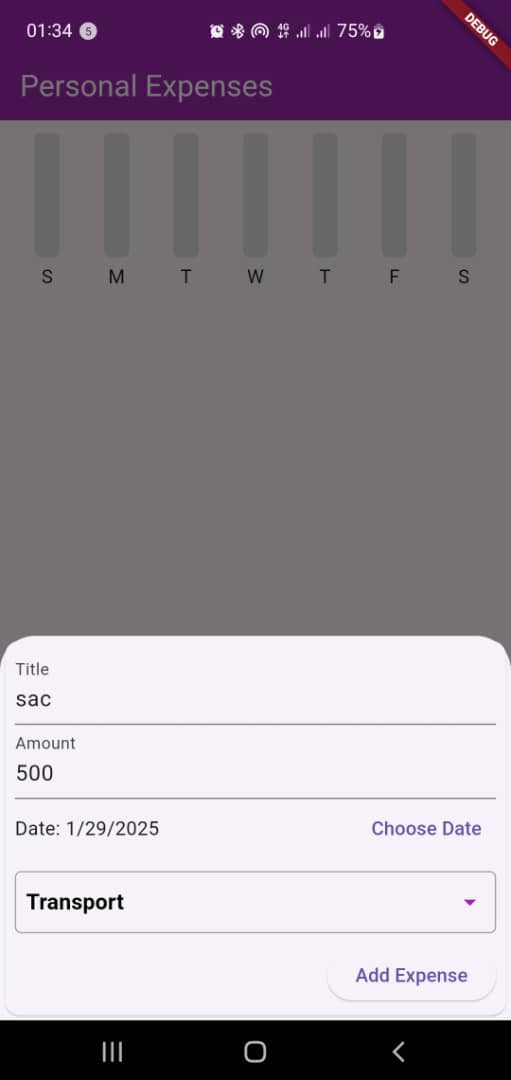 01:34 5 4G 75%
DEBUG
Personal Expenses
S M T W T F S
Title
sac
Amount
500
Date: 1/29/2025 Choose Date
Transport
Add Expense